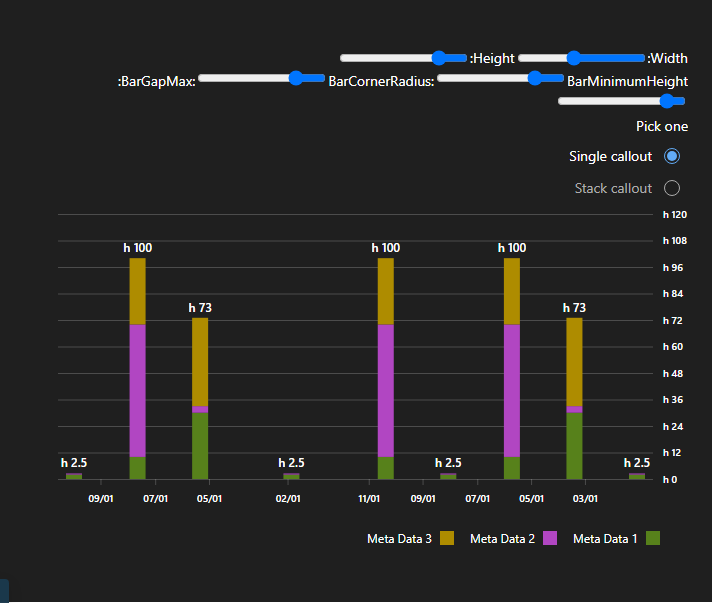 :Height :Width
:BarGapMax: BarCornerRadius: BarMinimumHeight
Pick one
Single callout
Stack callout
h 120
h 108
h 100 h 100 h 100
h 96
h 84
h 73 h 73
h 72
h 60
h 48
h 36
h 24
h 2.5 h 2.5 h 2.5 h 2.5
h 12
h 0
09/01 07/01 05/01 02/01 11/01 09/01 07/01 05/01 03/01
Meta Data 3 Meta Data 2 Meta Data 1